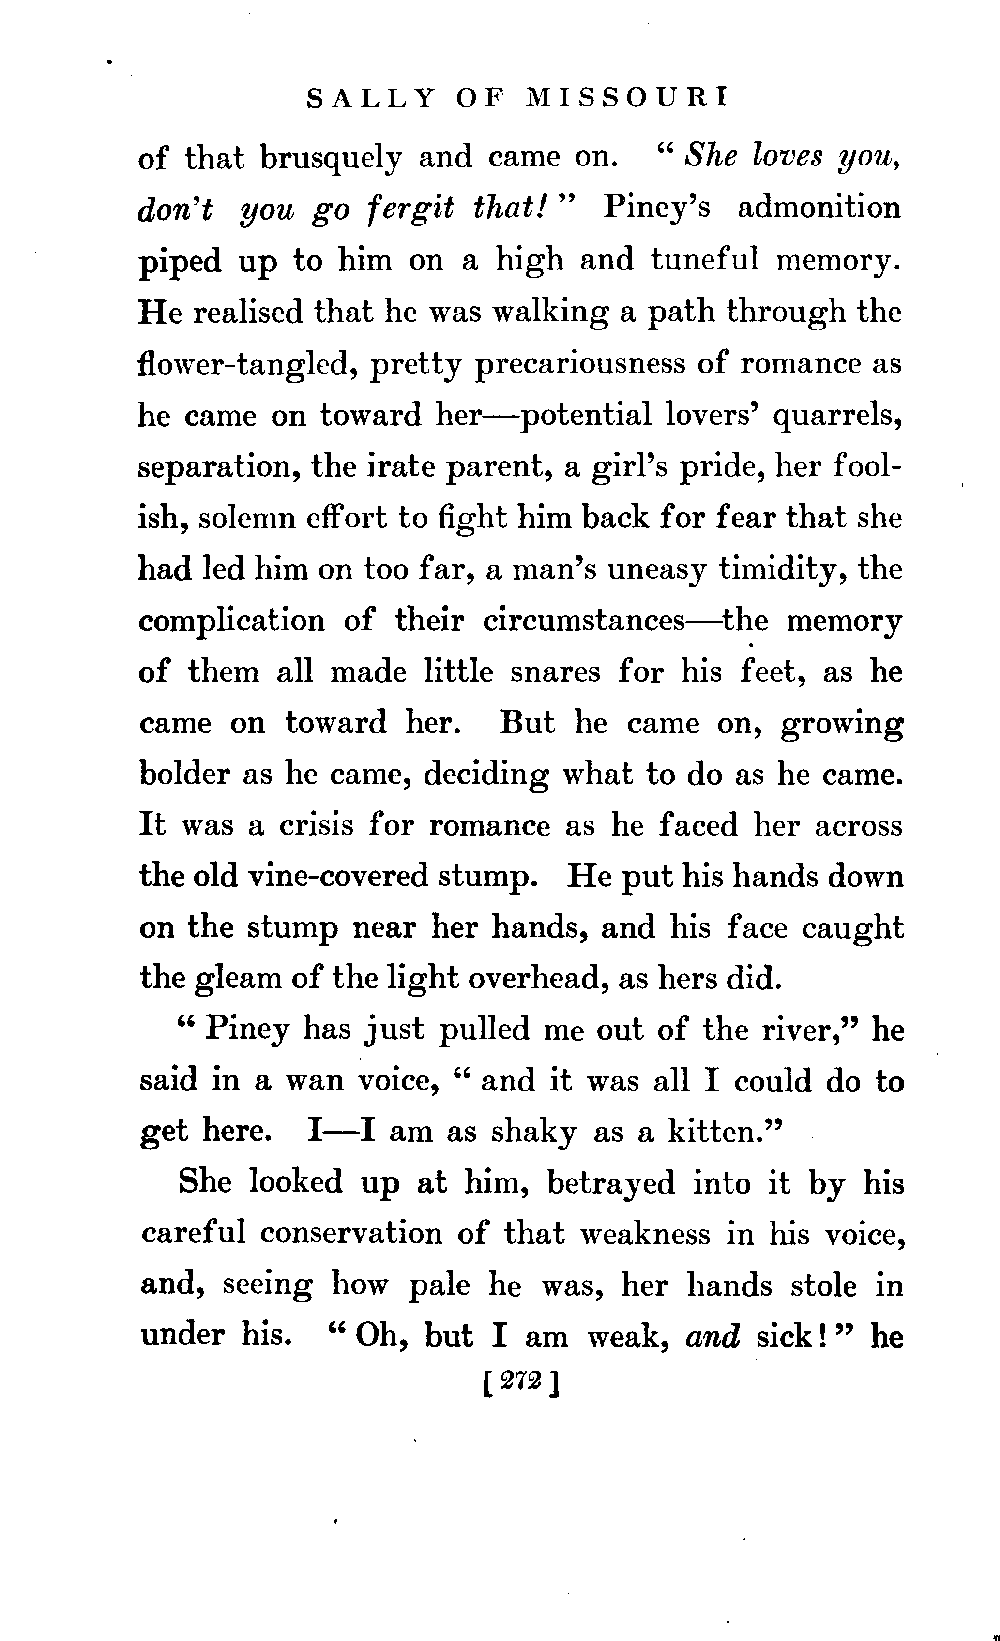 SALLY OF MISSOURI
of that brusquely and came on. “ She loves you,
don't you go fergit that! ” Piney’s admonition
piped up to him on a high and tuneful memory.
He realised that he was walking a path through the
flower-tangled, pretty precariousness of romance as
he came on toward her—potential lovers’ quarrels,
separation, the irate parent, a girl’s pride, her fool-
ish, solemn effort to fight him back for fear that she
had led him on too far, a man’s uneasy timidity, the
complication of their circumstances—the memory
of them all made little snares for his feet, as he
came on toward her. But he came on, growing
bolder as he came, deciding what to do as he came.
It was a crisis for romance as he faced her across
the old vine-covered stump. He put his hands down
on the stump near her hands, and his face caught
the gleam of the light overhead, as hers did.
“ Piney has just pulled me out of the river,” he
said in a wan voice, “ and it was all I could do to
get here. I—I am as shaky as a kitten.”
She looked up at him, betrayed into it by his
careful conservation of that weakness in his voice,
and, seeing how pale he was, her hands stole in
under his. “ Oh, but I am weak, and sick! ” he
[ 272 ]